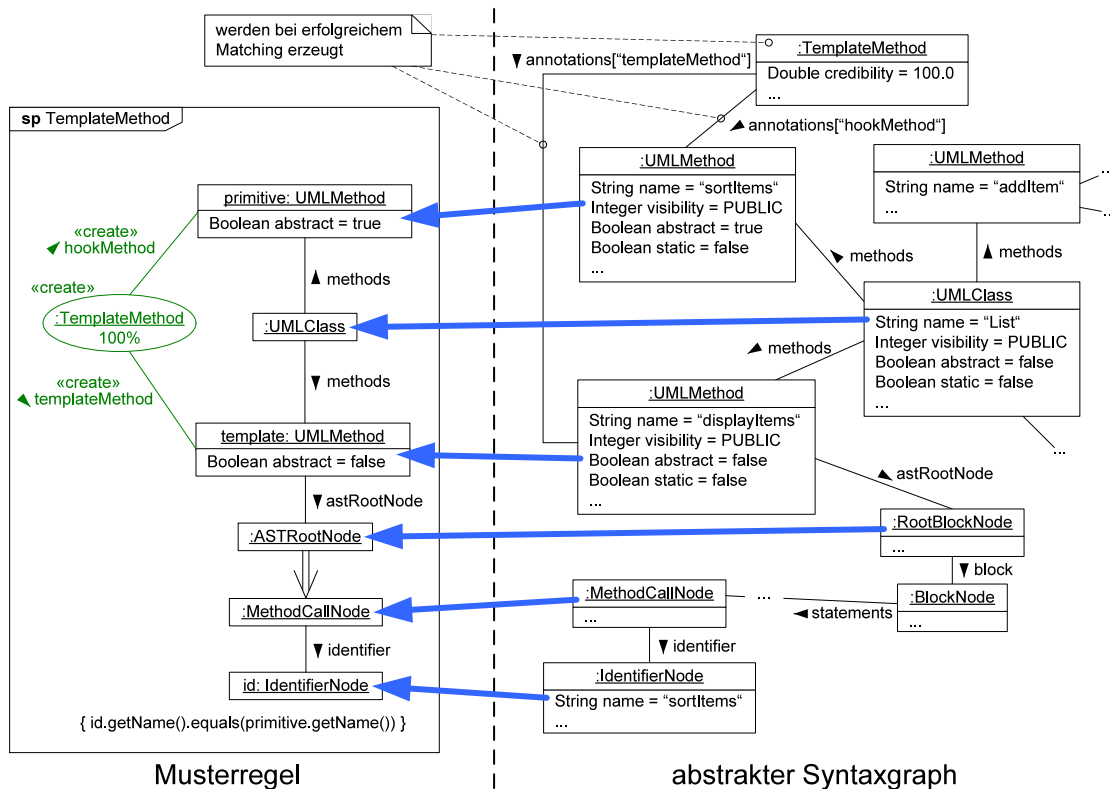 werden bei erfolgreichem
Matching erzeugt
:TemplateMethod
Double credibility = 100.0
...
annotations["templateMethod“]
annotations["hookMethod“]
sp TemplateMethod
primitive: UMLMethod
Boolean abstract = true
«create»
hookMethod
methods
«create»
:TemplateMethod
100%
:UMLClass
methods
«create»
templateMethod
template: UMLMethod
Boolean abstract = false
astRootNode
:ASTRootNode
:MethodCallNode
identifier
id: IdentifierNode
{ id.getName().equals(primitive.getName()) }
:UMLMethod
String name = “sortItems“
Integer visibility = PUBLIC
Boolean abstract = true
Boolean static = false
...
:UMLMethod
String name = “addItem“
...
...
...
methods
methods
:UMLClass
String name = “List“
Integer visibility = PUBLIC
Boolean abstract = false
Boolean static = false
...
...
methods
:UMLMethod
String name = “displayItems“
Integer visibility = PUBLIC
Boolean abstract = false
Boolean static = false
...
astRootNode
:RootBlockNode
...
block
:BlockNode
...
statements
...
:MethodCallNode
...
identifier
:IdentifierNode
String name = “sortItems“
...
Musterregel
abstrakter Syntaxgraph